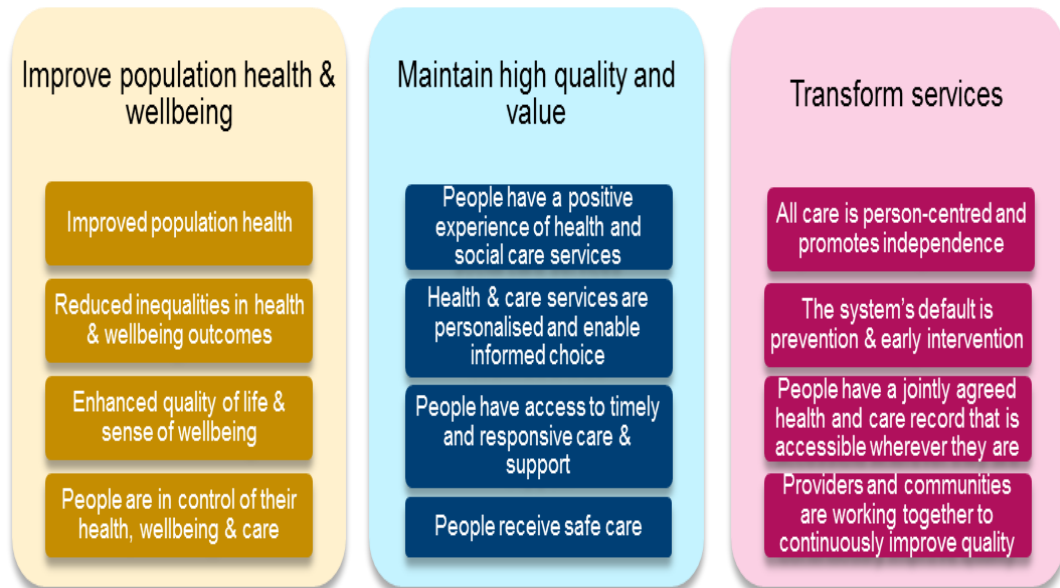 Improve population health &
wellbeing
Improved population health
Reduced inequalities in health
& wellbeing outcomes
Enhanced quality of life &
sense of wellbeing
People are in control of their
health, wellbeing & care
Maintain high quality and
value
People have a positive
experience of health and
social care services
Health & care services are
personalised and enable
informed choice
People have access to timely
and responsive care &
support
People receive safe care
Transform services
All care is person-centred and
promotes independence
The system's default is
prevention & early intervention
People have a jointly agreed
health and care record that is
accessible wherever they are
Providers and communities
are working together to
continuously improve quality